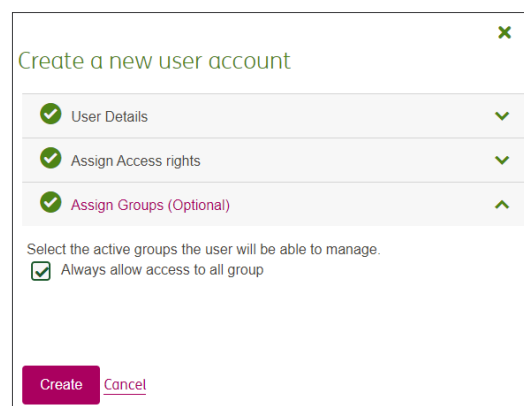 Create a new user account
User Details
Assign Access rights
Assign Groups (Optional)
Select the active groups the user will be able to manage.
Always allow access to all group
Create Cancel